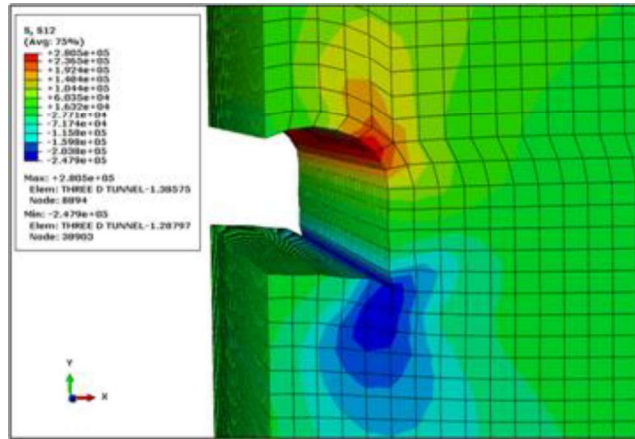 S, S12
(Avg: 75%)
+2.805e+05
+2.365e+05
+1.924e+05
+1.484e+05
+1.044e+05
+6.035e+04
+1.632e+04
-2.771e+04
-7.174e+04
-1.158e+05
-1.598e+05
-2.038e+05
-2.479e+05
Max: +2.805e+05
Elem: THREE D TUNNEL-1.38575
Node: 8894
Min: -2.479e+05
Elem: THREE D TUNNEL-1.28797
Node: 38903
Y
X